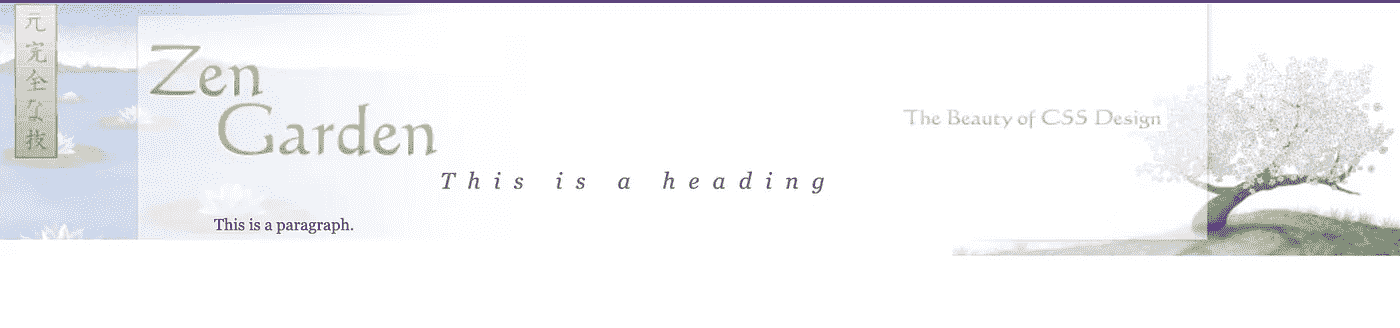 元完全な技
Zen
Garden
The Beauty of CSS Design
This is a heading
This is a paragraph.